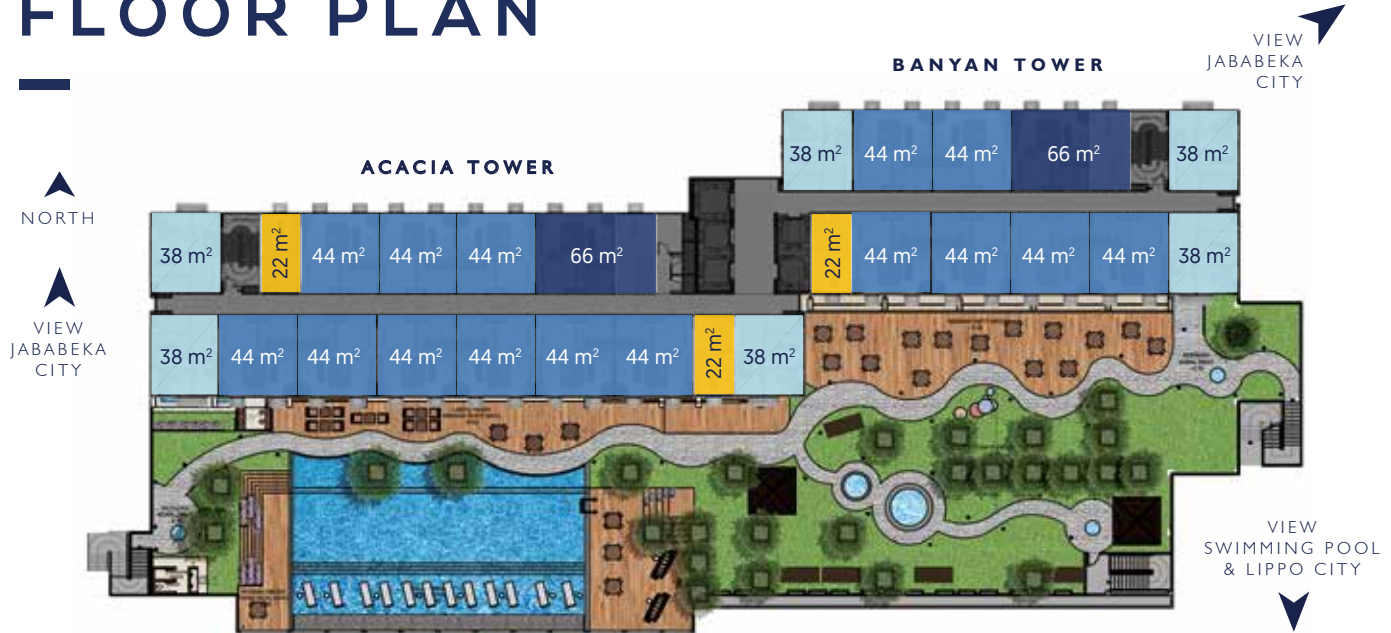 FLOOR PLAN
VIEW
JABABEKA
CITY
BANYAN TOWER
38 m²
44 m²
44 m²
66 m²
38 m²
ACACIA TOWER
NORTH
38 m²
22 m²
44 m²
44 m²
44 m²
66 m²
22 m²
44 m²
44 m²
44 m²
44 m²
38 m²
VIEW
JABABEKA
CITY
38 m²
44 m²
44 m²
44 m²
44 m²
44 m²
44 m²
22 m²
38 m²
VIEW
SWIMMING POOL
& LIPPO CITY